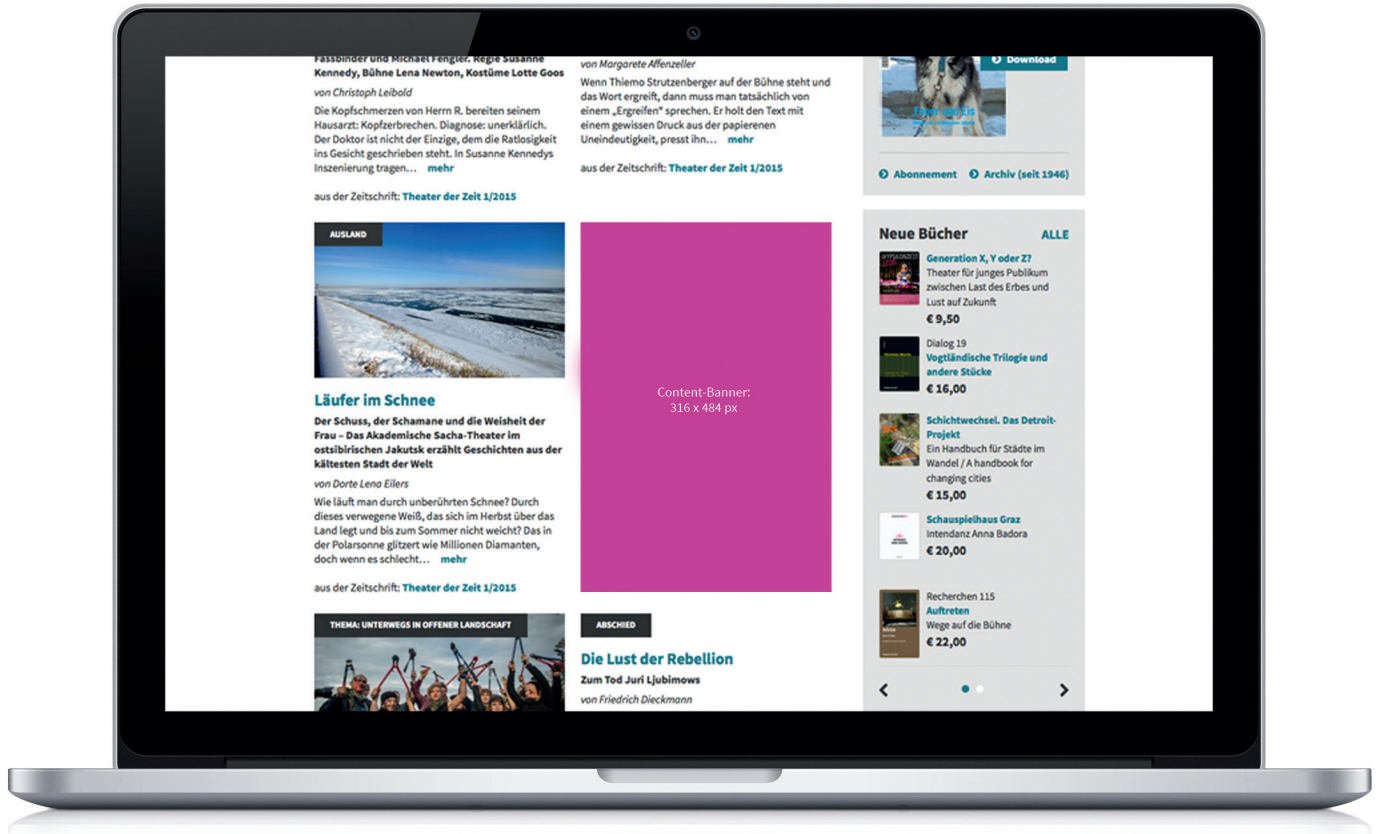 Fassbinder und Michael Fengler. Regie Susanne
Kennedy, Bühne Lena Newton, Kostüme Lotte Goos
von Christoph Leibold
Die Kopfschmerzen von Herrn R. bereiten seinem
Hausarzt: Kopfzerbrechen. Diagnose: unerklärlich.
Der Doktor ist nicht der Einzige, dem die Ratlosigkeit
ins Gesicht geschrieben steht. In Susanne Kennedys
Inszenierung tragen… mehr
aus der Zeitschrift: Theater der Zeit 1/2015
AUSLAND
Läufer im Schnee
Der Schuss, der Schamane und die Weisheit der
Frau – Das Akademische Sacha-Theater im
ostsibirischen Jakutsk erzählt Geschichten aus der
kältesten Stadt der Welt
von Dorte Lena Eilers
Wie läuft man durch unberührten Schnee? Durch
dieses verwegene Weiß, das sich im Herbst über das
Land legt und bis zum Sommer nicht weicht? Das in
der Polarsonne glitzert wie Millionen Diamanten,
doch wenn es schlecht… mehr
aus der Zeitschrift: Theater der Zeit 1/2015
THEMA: UNTERWEGS IN OFFENER LANDSCHAFT
von Margarete Affenzeller
Wenn Thiemo Strutzenberger auf der Bühne steht und
das Wort ergreift, dann muss man tatsächlich von
einem „Ergreifen“ sprechen. Er holt den Text mit
einem gewissen Druck aus der papierenen
Uneindeutigkeit, presst ihn… mehr
aus der Zeitschrift: Theater der Zeit 1/2015
Content-Banner:
316 x 484 px
ABSCHIED
Die Lust der Rebellion
Zum Tod Juri Ljubimows
von Friedrich Dieckmann
Download
Abonnement Archiv (seit 1946)
Neue Bücher ALLE
Generation X, Y oder Z?
Theater für junges Publikum
zwischen Last des Erbes und
Lust auf Zukunft
€ 9,50
Dialog 19
Vogtländische Trilogie und
andere Stücke
€ 16,00
Schichtwechsel. Das Detroit-
Projekt
Ein Handbuch für Städte im
Wandel / A handbook for
changing cities
€ 15,00
Schauspielhaus Graz
Intendanz Anna Badora
€ 20,00
Recherchen 115
Auftreten
Wege auf die Bühne
€ 22,00